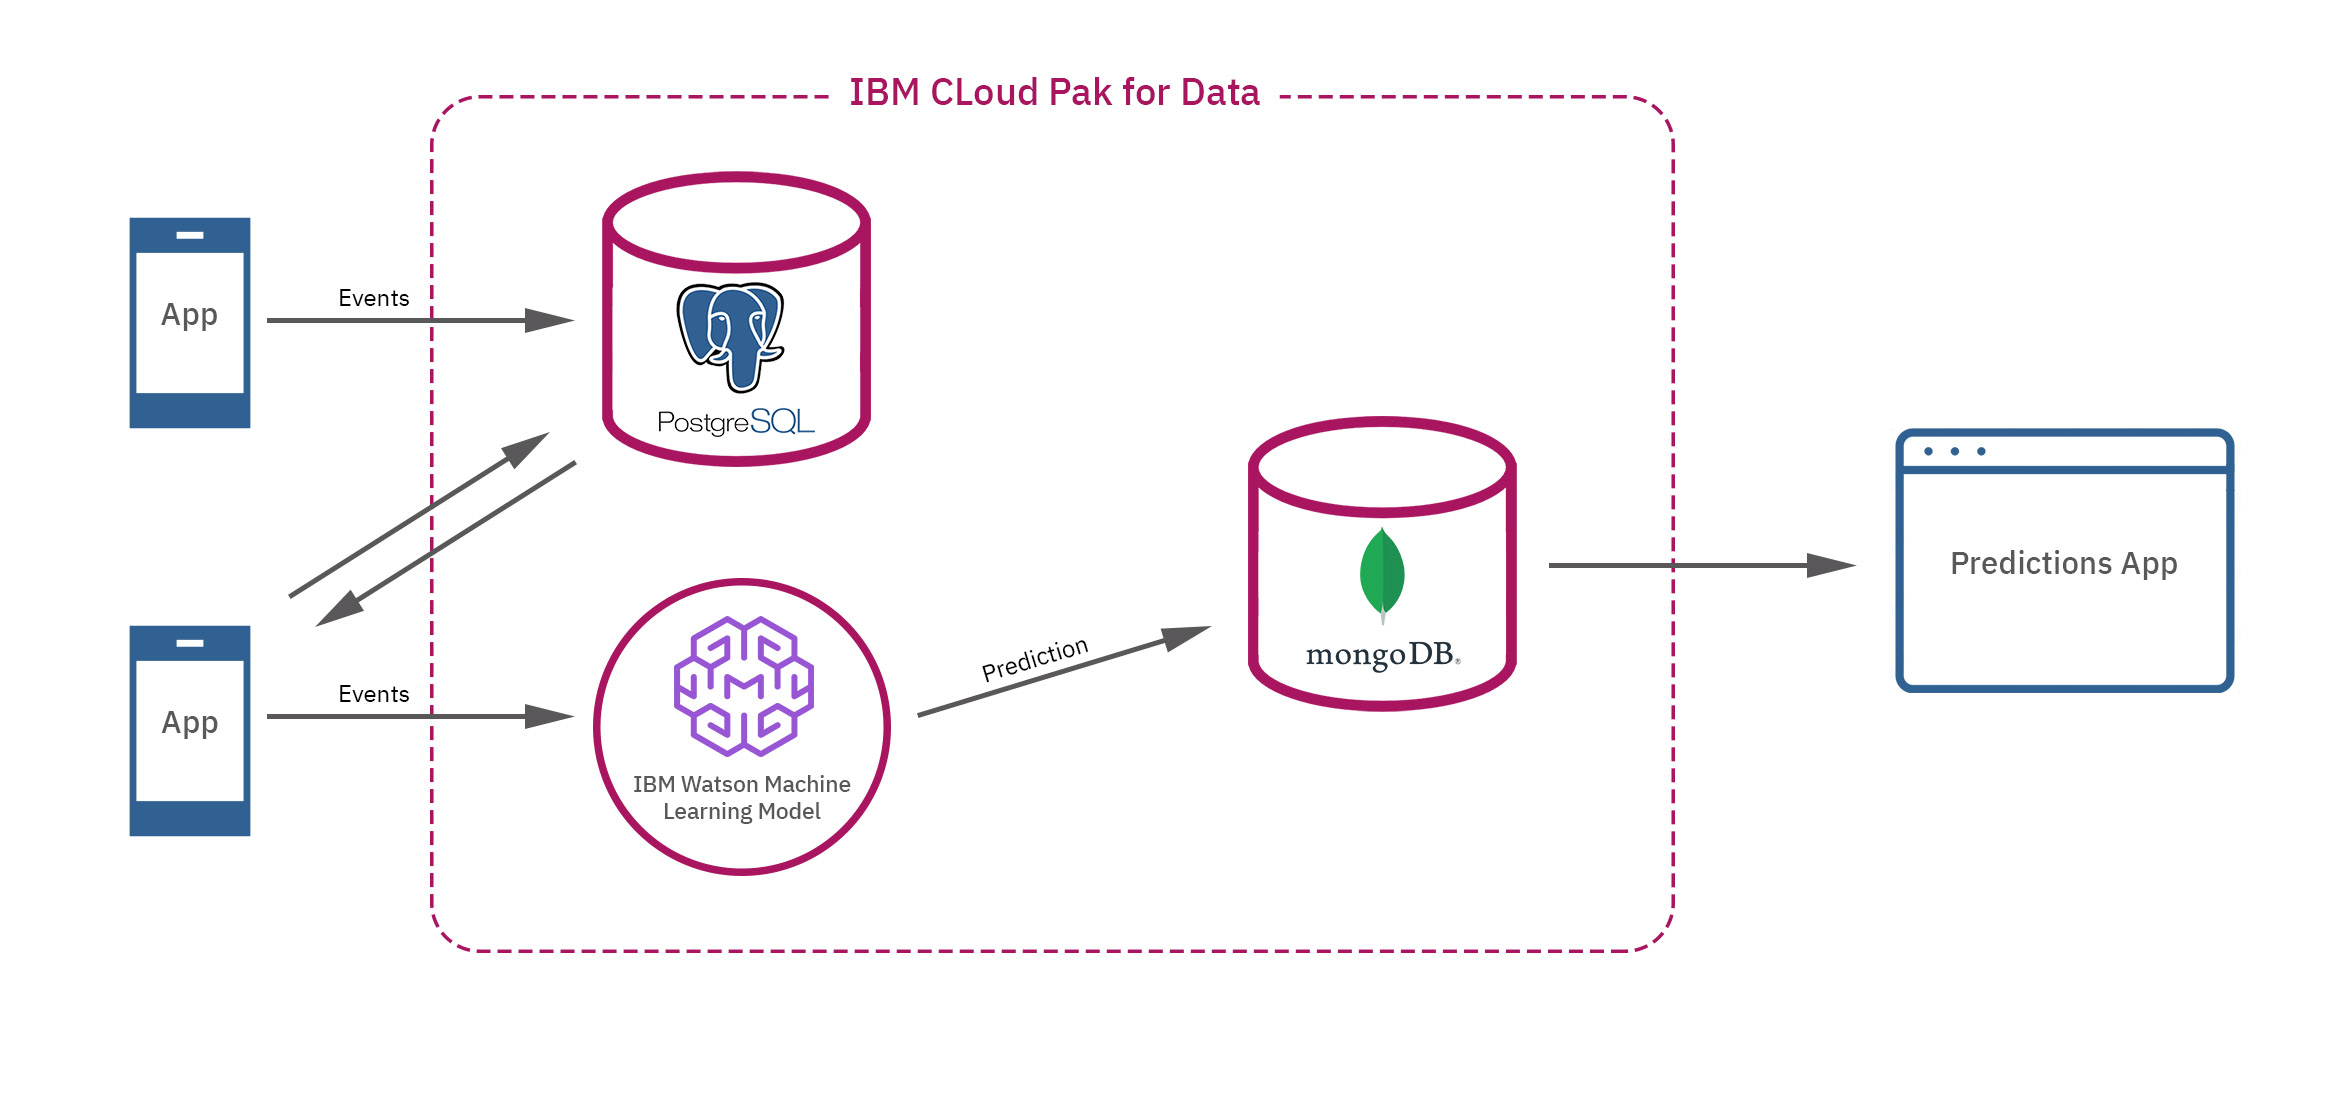 IBM CLoud Pak for Data
App
Events
PostgreSQL
App
Events
IBM Watson Machine
Learning Model
Prediction
mongoDB®
Predictions App